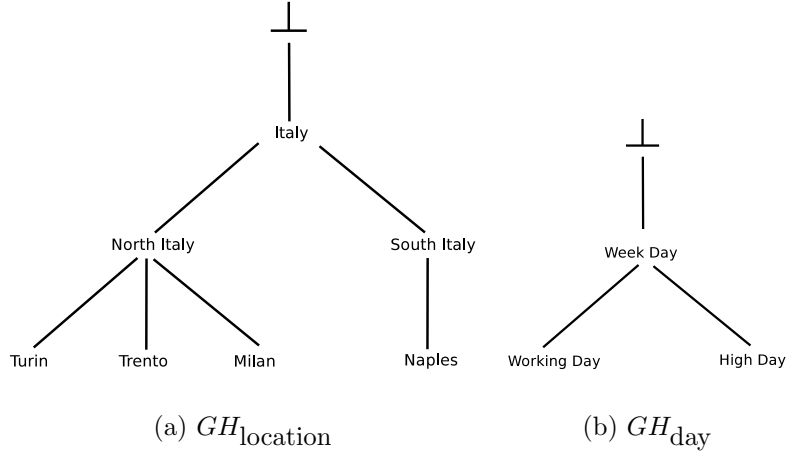 ⊥
Italy
North Italy
South Italy
Turin
Trento
Milan
Naples
(a) GH_location
⊥
Week Day
Working Day
High Day
(b) GH_day